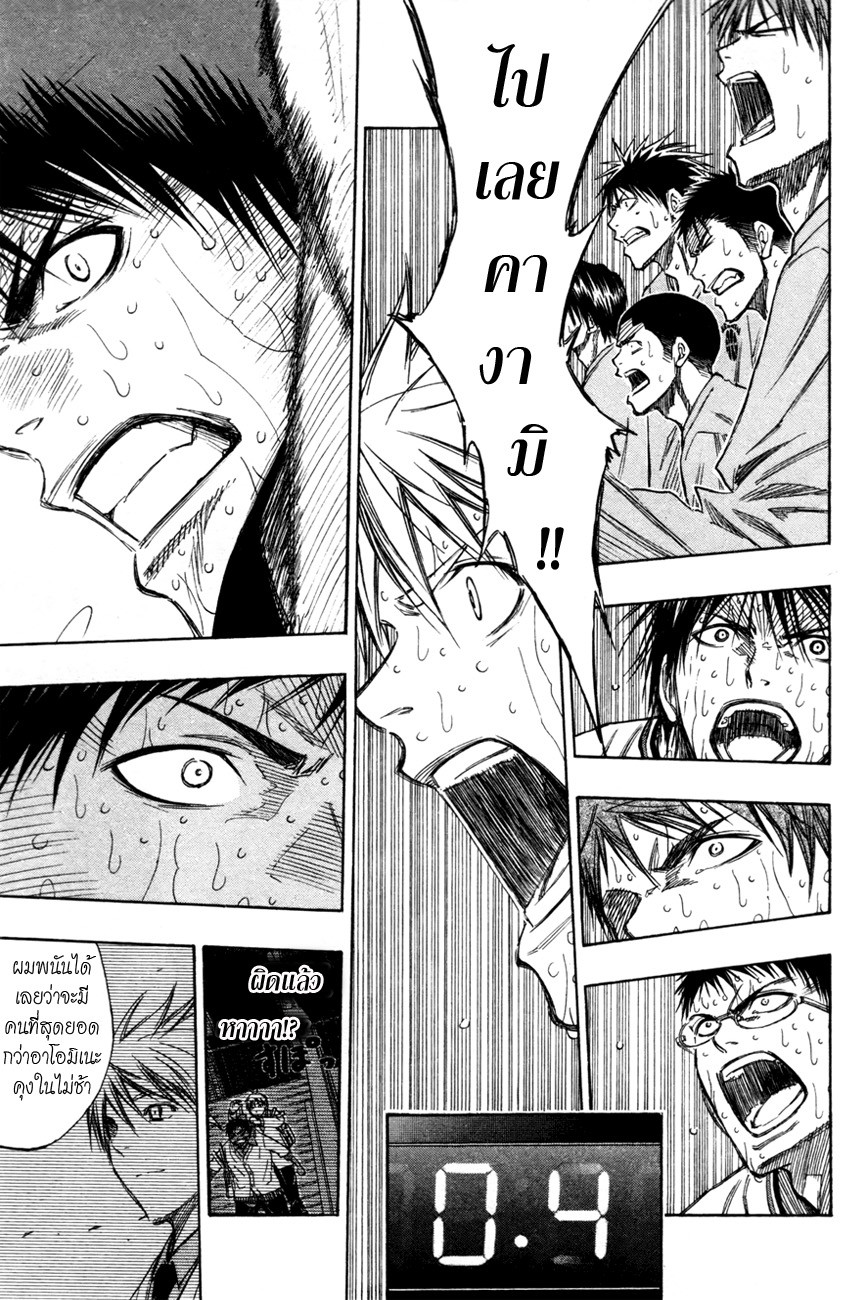 ไป
เลย
คา
งา
มิ
!!
0.4
ผิดแล้ว
หาาาา!?
すぽっ
ผมพนันได้
เลยว่าจะมี
คนที่สุดยอด
กว่าอาโอมิเนะ
คุงในไม่ช้า